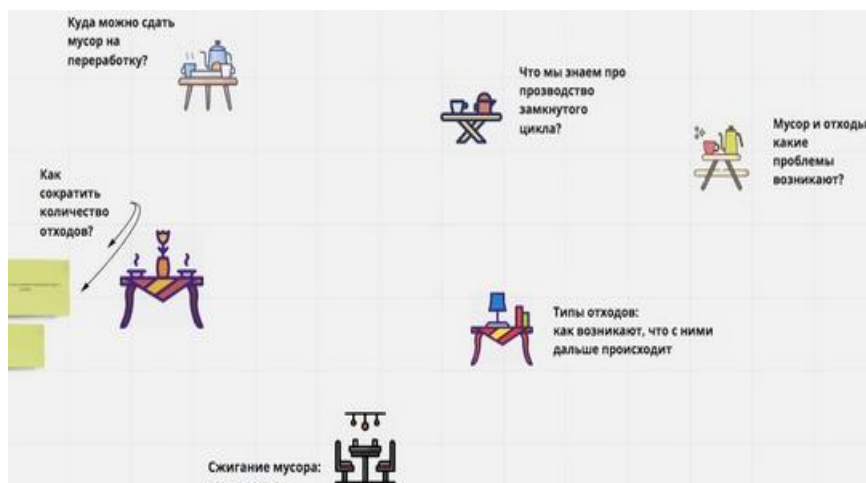 Куда можно сдать
мусор на
переработку?
Что мы знаем про
прозводство
замкнутого
цикла?
Мусор и отходы
какие
проблемы
возникают?
Как
сократить
количество
отходов?
Типы отходов:
как возникают, что с ними
дальше происходит
Сжигание мусора: